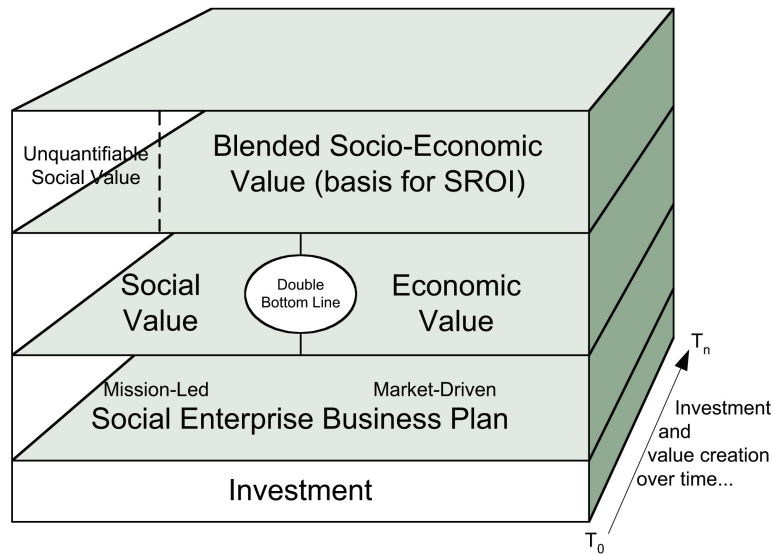 Unquantifiable
Social Value
Blended Socio-Economic
Value (basis for SROI)
Social
Value
Double
Bottom Line
Economic
Value
Mission-Led
Market-Driven
Social Enterprise Business Plan
Investment
Tn
Investment
and
value creation
over time...
T0